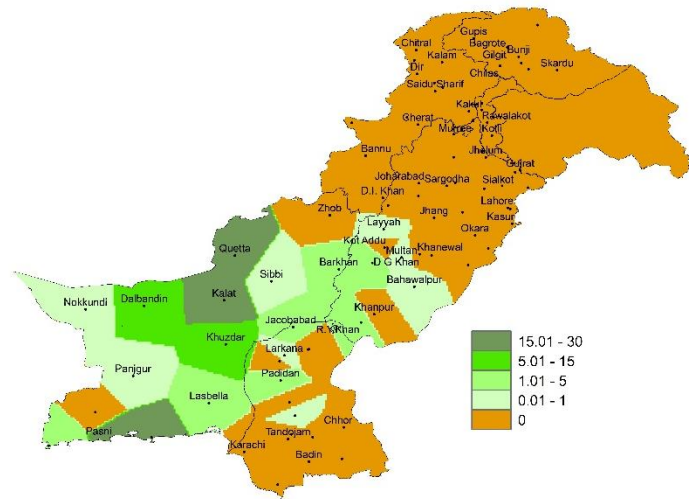 Gupis
Chitral
Bagrote
Kalam
Bunji
Gilgit
Dir
Skardu
Chilas
Saidu Sharif
Kakul
Cherat
Rawalakot
Murree
Kotli
Bannu
Jhelum
Gujrat
Joharabad
Sargodha
Sialkot
D.I. Khan
Lahore
Zhob
Jhang
Kasur
Layyah
Okara
Kot Addu
Quetta
Multan
Khanewal
Barkhan
D G Khan
Sibbi
Bahawalpur
Nokkundi
Dalbandin
Kalat
Khanpur
Jacobabad
R.Y.Khan
Khuzdar
Larkana
Panjgur
Padidan
Lasbella
Pasni
Chhor
Tandojam
Karachi
Badin
15.01 - 30
5.01 - 15
1.01 - 5
0.01 - 1
0